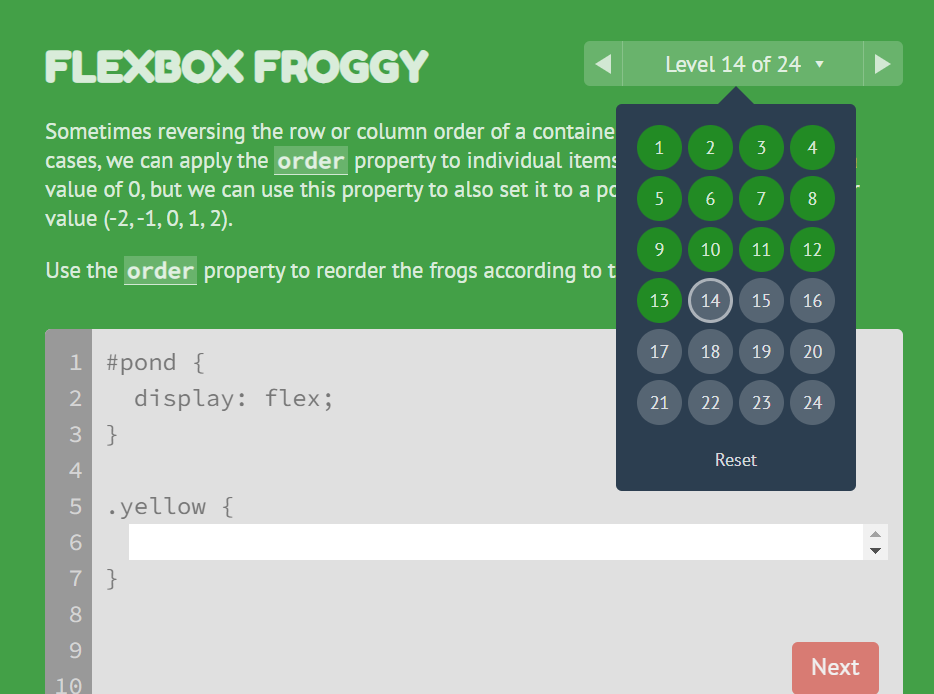 FLEXBOX FROGGY
Level 14 of 24
Sometimes reversing the row or column order of a containe
cases, we can apply the order property to individual items
value of 0, but we can use this property to also set it to a po
value (-2, -1, 0, 1, 2).
Use the order property to reorder the frogs according to t
1 2 3 4
5 6 7 8
9 10 11 12
13 14 15 16
17 18 19 20
21 22 23 24
Reset
1 #pond {
2 display: flex;
3 }
4
5 .yellow {
6
7 }
8
9
10
Next